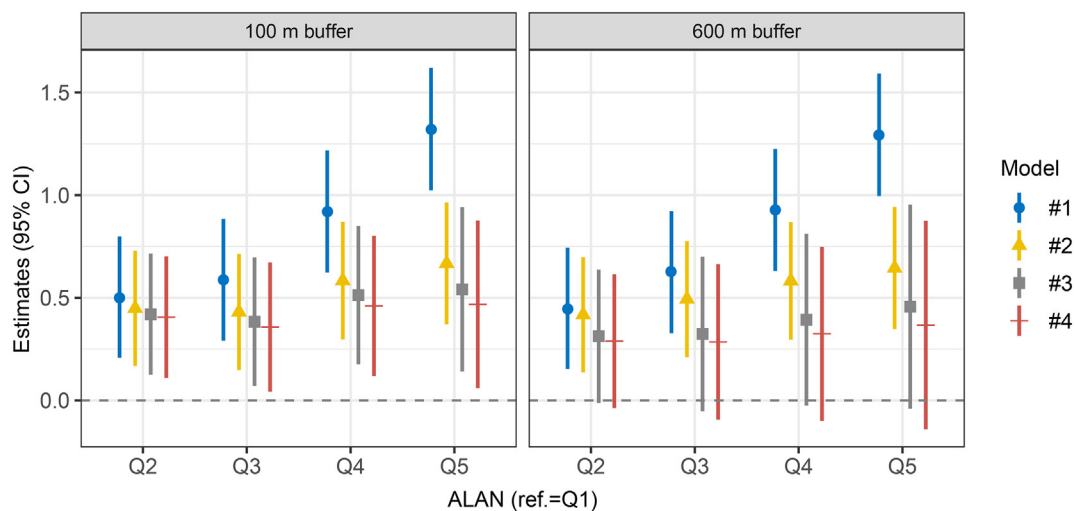 100 m buffer
600 m buffer
Estimates (95% CI)
1.5
1.0
0.5
0.0
Q2
Q3
Q4
Q5
Q2
Q3
Q4
Q5
ALAN (ref.=Q1)
Model
#1
#2
#3
#4